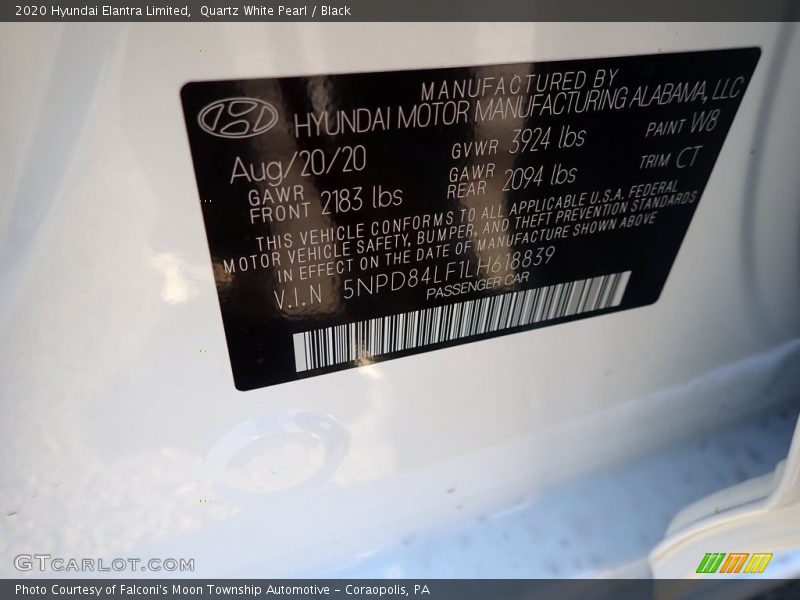 2020 Hyundai Elantra Limited,  Quartz White Pearl / Black
MANUFACTURED BY
HYUNDAI MOTOR MANUFACTURING ALABAMA, LLC
Aug/20/20 GVWR 3924 lbs PAINT W8
GAWR FRONT 2183 lbs GAWR REAR 2094 lbs TRIM CT
THIS VEHICLE CONFORMS TO ALL APPLICABLE U.S.A. FEDERAL
MOTOR VEHICLE SAFETY, BUMPER, AND THEFT PREVENTION STANDARDS
IN EFFECT ON THE DATE OF MANUFACTURE SHOWN ABOVE
V.I.N 5NPD84LF1LH618839
PASSENGER CAR
GTCARLOT.COM
Photo Courtesy of Falconi's Moon Township Automotive - Coraopolis, PA